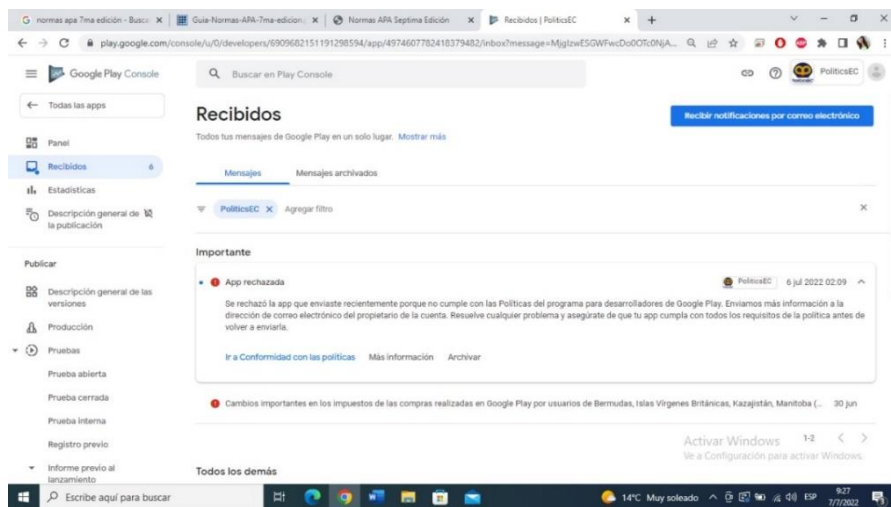 normas apa 7ma edición - Busca
Guia-Normas-APA-7ma-edicion
Normas APA Septima Edición
Recibidos | PoliticsEC
play.google.com/console/u/0/developers/6909682151191298594/app/4974607782418379482/inbox?message=MjgIzwESGWFwcDo0OTc0NjA...
Google Play Console
Buscar en Play Console
PoliticsEC
Todas las apps
Panel
Recibidos 6
Estadísticas
Descripción general de la publicación
Publicar
Descripción general de las versiones
Producción
Pruebas
Prueba abierta
Prueba cerrada
Prueba interna
Registro previo
Informe previo al lanzamiento
Recibidos
Recibir notificaciones por correo electrónico
Todos tus mensajes de Google Play en un solo lugar. Mostrar más
Mensajes Mensajes archivados
PoliticsEC Agregar filtro
Importante
App rechazada PoliticsEC 6 jul 2022 02:09
Se rechazó la app que enviaste recientemente porque no cumple con las Políticas del programa para desarrolladores de Google Play. Enviamos más información a la
dirección de correo electrónico del propietario de la cuenta. Resuelve cualquier problema y asegúrate de que tu app cumpla con todos los requisitos de la política antes de
volver a enviarla.
Ir a Conformidad con las políticas Más información Archivar
Cambios importantes en los impuestos de las compras realizadas en Google Play por usuarios de Bermudas, Islas Vírgenes Británicas, Kazajistán, Manitoba (... 30 jun
1-2
Activar Windows
Ve a Configuración para activar Windows.
Todos los demás
Escribe aquí para buscar
14°C Muy soleado
ESP
9:27
7/7/2022